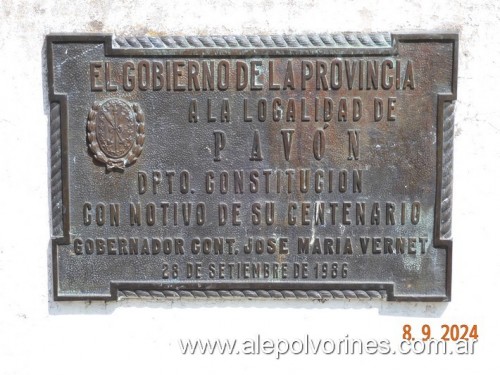 EL GOBIERNO DE LA PROVINCIA
A LA LOCALIDAD DE
PAVÓN
DPTO. CONSTITUCION
CON MOTIVO DE SU CENTENARIO
GOBERNADOR CONT. JOSE MARIA VERNET
28 DE SETIEMBRE DE 1986
8. 9. 2024
www.alepolvorines.com.ar